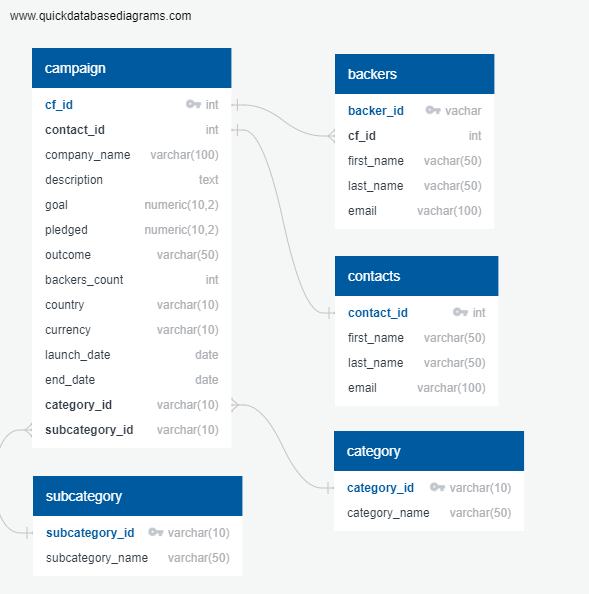 www.quickdatabasediagrams.com
campaign
cf_id int
contact_id int
company_name varchar(100)
description text
goal numeric(10,2)
pledged numeric(10,2)
outcome varchar(50)
backers_count int
country varchar(10)
currency varchar(10)
launch_date date
end_date date
category_id varchar(10)
subcategory_id varchar(10)
backers
backer_id vachar
cf_id int
first_name vachar(50)
last_name vachar(50)
email vachar(100)
contacts
contact_id int
first_name varchar(50)
last_name varchar(50)
email varchar(100)
category
category_id varchar(10)
category_name varchar(50)
subcategory
subcategory_id varchar(10)
subcategory_name varchar(50)